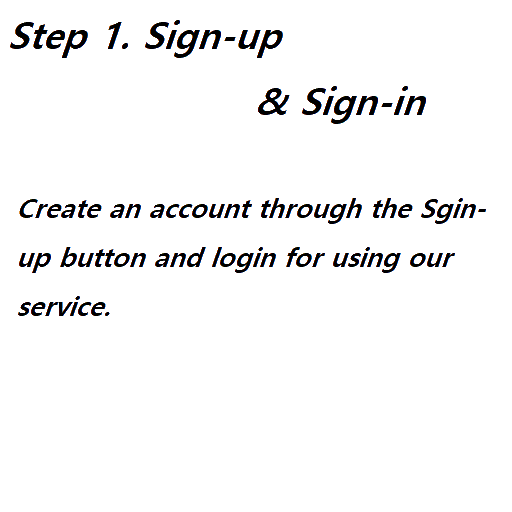 Step 1. Sign-up
& Sign-in
Create an account through the Sgin-
up button and login for using our
service.